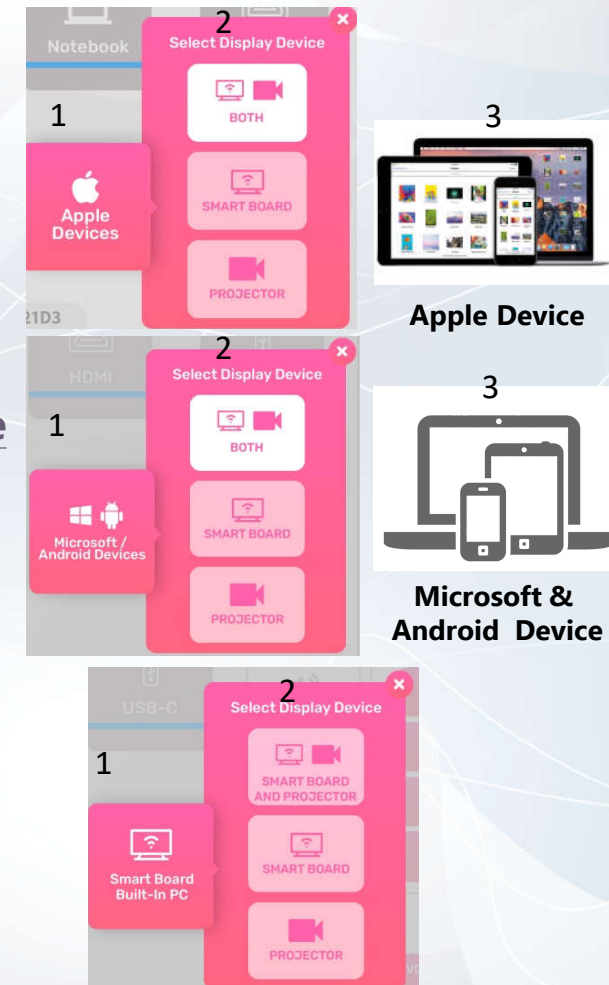 2
Notebook
Select Display Device
1
BOTH
3
Apple
Devices
SMART BOARD
PROJECTOR
21D3
Apple Device
2
HDMI
Select Display Device
3
e
1
BOTH
Microsoft /
Android Devices
SMART BOARD
PROJECTOR
Microsoft &
Android Device
2
USB-C
Select Display Device
1
SMART BOARD
AND PROJECTOR
Smart Board
Built-In PC
SMART BOARD
PROJECTOR